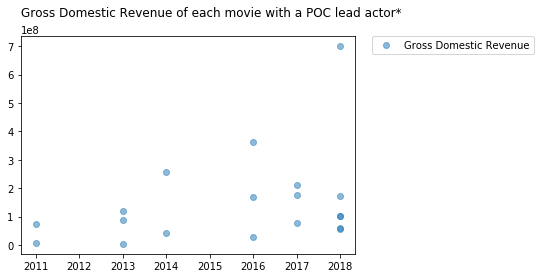 Gross Domestic Revenue of each movie with a POC lead actor*
1e8
Gross Domestic Revenue
7
6
5
4
3
2
1
0
2011 2012 2013 2014 2015 2016 2017 2018